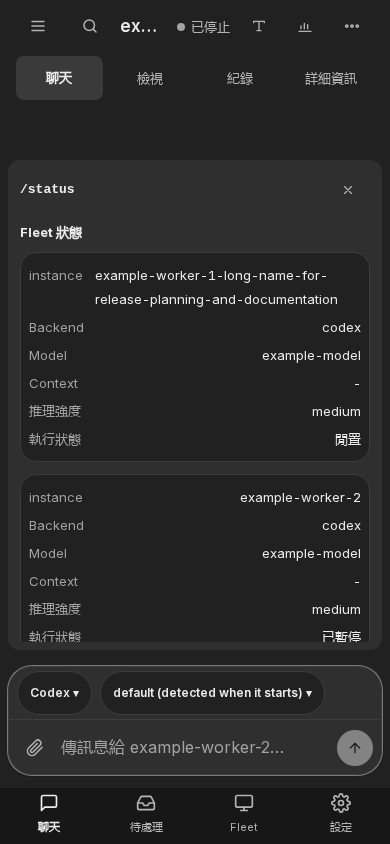 ex...
已停止
聊天
檢視
紀錄
詳細資訊
/status
Fleet 狀態
instance example-worker-1-long-name-for-
release-planning-and-documentation
Backend codex
Model example-model
Context -
推理強度 medium
執行狀態 閒置
instance example-worker-2
Backend codex
Model example-model
Context -
推理強度 medium
執行狀態 已暫停
Codex ▾
default (detected when it starts) ▾
傳訊息給 example-worker-2...
聊天
待處理
Fleet
設定